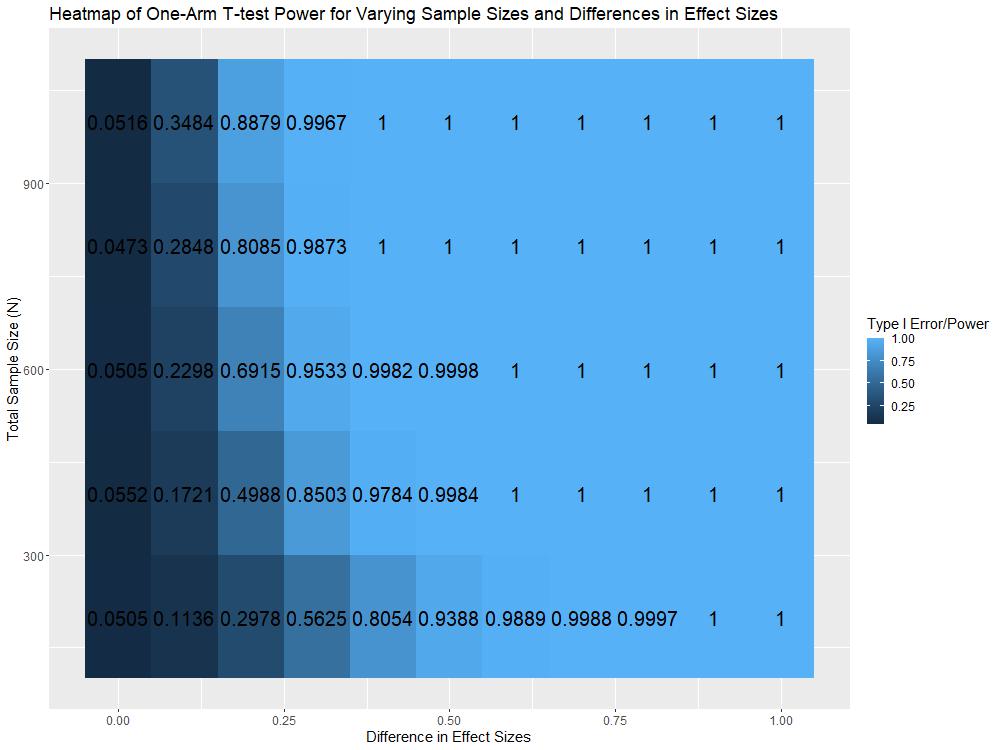 Heatmap of One-Arm T-test Power for Varying Sample Sizes and Differences in Effect Sizes
Total Sample Size (N)
0.0516 0.3484 0.8879 0.9967 1 1 1 1 1 1 1
900
0.0473 0.2848 0.8085 0.9873 1 1 1 1 1 1 1
600
0.0505 0.2298 0.6915 0.9533 0.9982 0.9998 1 1 1 1 1
0.0552 0.1721 0.4988 0.8503 0.9784 0.9984 1 1 1 1 1
300
0.0505 0.1136 0.2978 0.5625 0.8054 0.9388 0.9889 0.9988 0.9997 1 1
0.00 0.25 0.50 0.75 1.00
Difference in Effect Sizes
Type I Error/Power
1.00
0.75
0.50
0.25